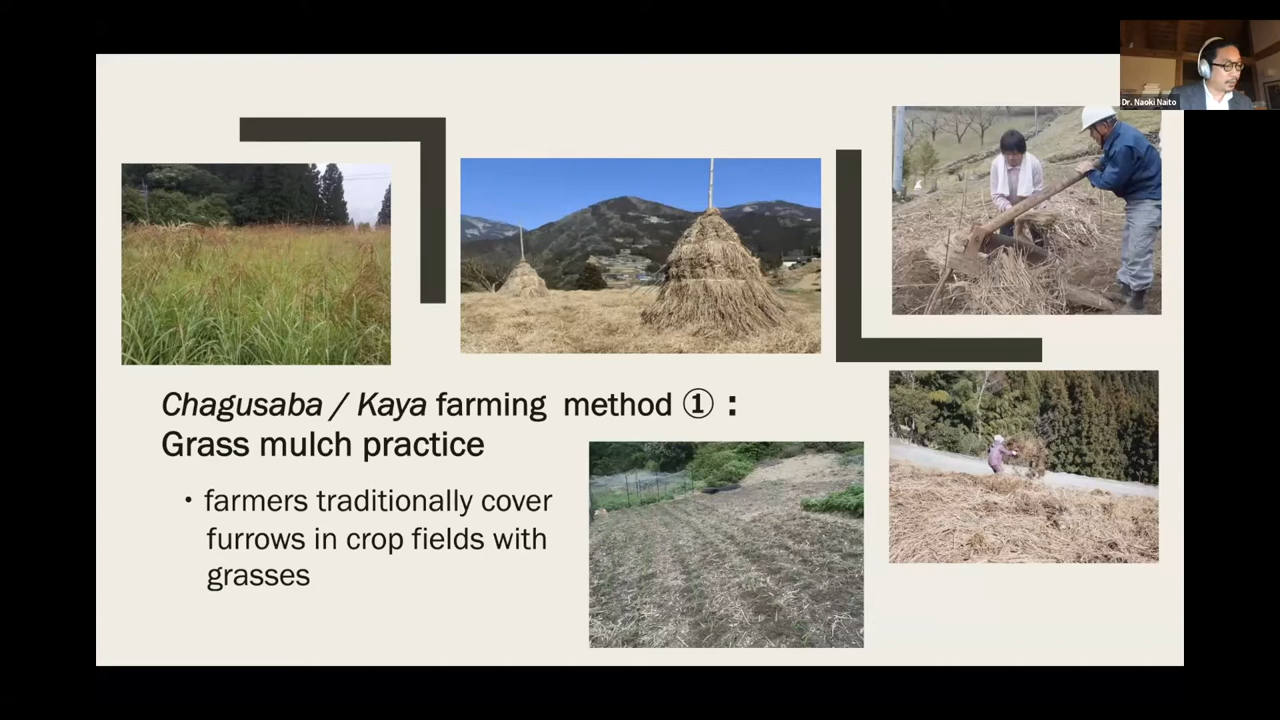 Dr. Naoki Naito
Chagusaba / Kaya farming method ① :
Grass mulch practice
• farmers traditionally cover
furrows in crop fields with
grasses